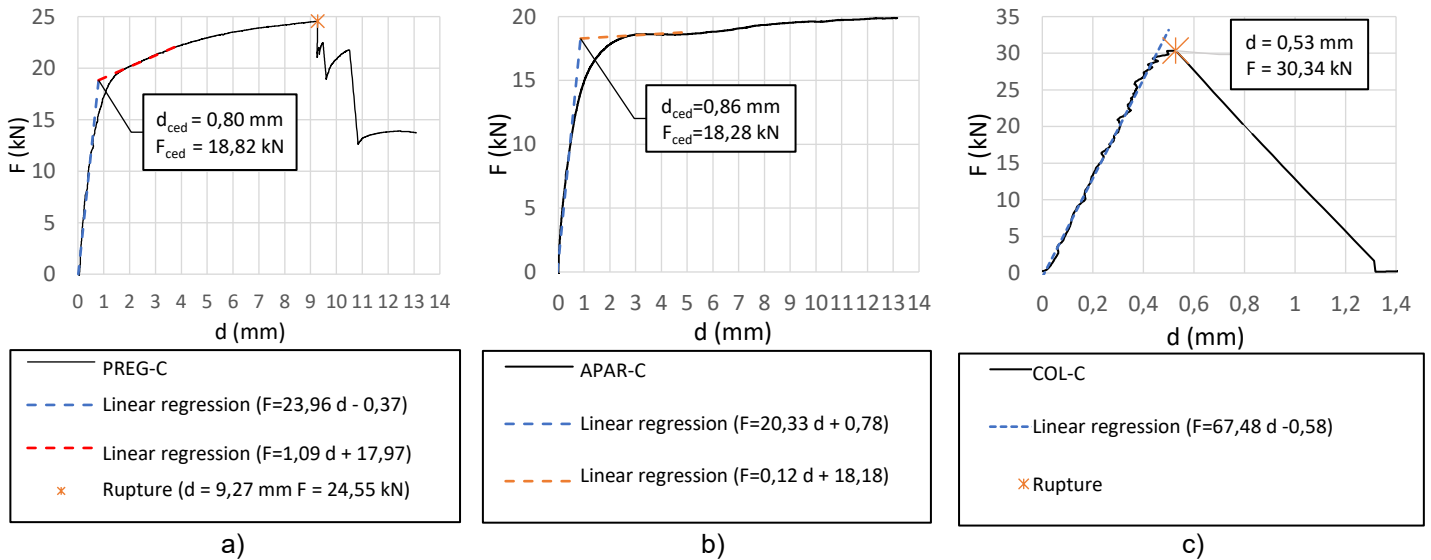 25
20
15
10
5
0
F (kN)
d_ced = 0,80 mm
F_ced = 18,82 kN
0 1 2 3 4 5 6 7 8 9 10 11 12 13 14
d (mm)
PREG-C
Linear regression (F=23,96 d - 0,37)
Linear regression (F=1,09 d + 17,97)
Rupture (d = 9,27 mm F = 24,55 kN)
a)
20
15
10
5
0
F (kN)
d_ced=0,86 mm
F_ced=18,28 kN
0 1 2 3 4 5 6 7 8 9 10 11 12 13 14
d (mm)
APAR-C
Linear regression (F=20,33 d + 0,78)
Linear regression (F=0,12 d + 18,18)
b)
35
30
25
20
15
10
5
0
F (kN)
d = 0,53 mm
F = 30,34 kN
0 0,2 0,4 0,6 0,8 1 1,2 1,4
d (mm)
COL-C
Linear regression (F=67,48 d -0,58)
Rupture
c)